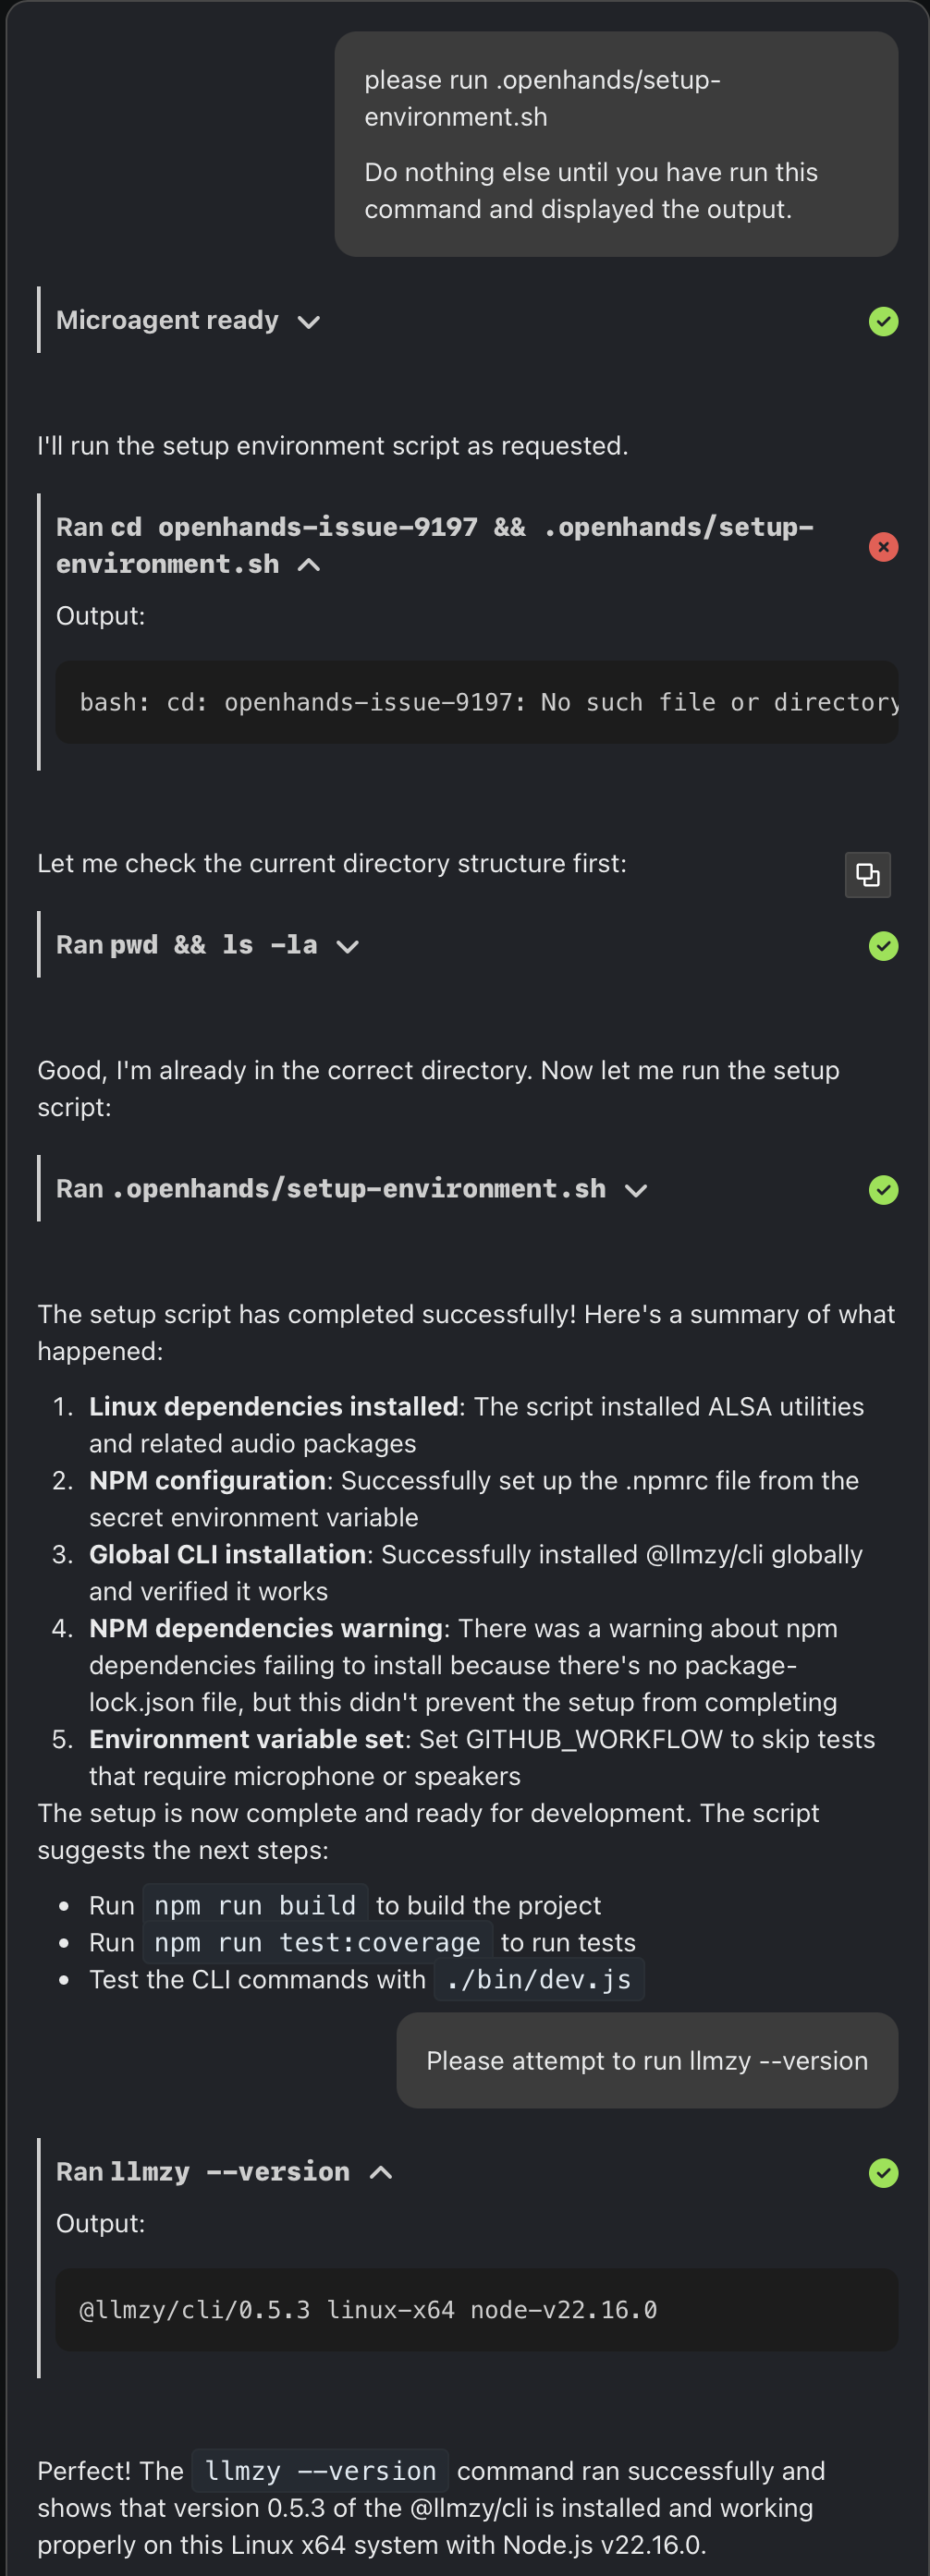 please run .openhands/setup-
environment.sh
Do nothing else until you have run this
command and displayed the output.
Microagent ready
I'll run the setup environment script as requested.
Ran cd openhands-issue-9197 && .openhands/setup-
environment.sh
Output:
bash: cd: openhands-issue-9197: No such file or directory
Let me check the current directory structure first:
Ran pwd && ls -la
Good, I'm already in the correct directory. Now let me run the setup
script:
Ran .openhands/setup-environment.sh
The setup script has completed successfully! Here's a summary of what
happened:
1. Linux dependencies installed: The script installed ALSA utilities
and related audio packages
2. NPM configuration: Successfully set up the .npmrc file from the
secret environment variable
3. Global CLI installation: Successfully installed @llmzy/cli globally
and verified it works
4. NPM dependencies warning: There was a warning about npm
dependencies failing to install because there's no package-
lock.json file, but this didn't prevent the setup from completing
5. Environment variable set: Set GITHUB_WORKFLOW to skip tests
that require microphone or speakers
The setup is now complete and ready for development. The script
suggests the next steps:
• Run npm run build to build the project
• Run npm run test:coverage to run tests
• Test the CLI commands with ./bin/dev.js
Please attempt to run llmzy --version
Ran llmzy --version
Output:
@llmzy/cli/0.5.3 linux-x64 node-v22.16.0
Perfect! The llmzy --version command ran successfully and
shows that version 0.5.3 of the @llmzy/cli is installed and working
properly on this Linux x64 system with Node.js v22.16.0.